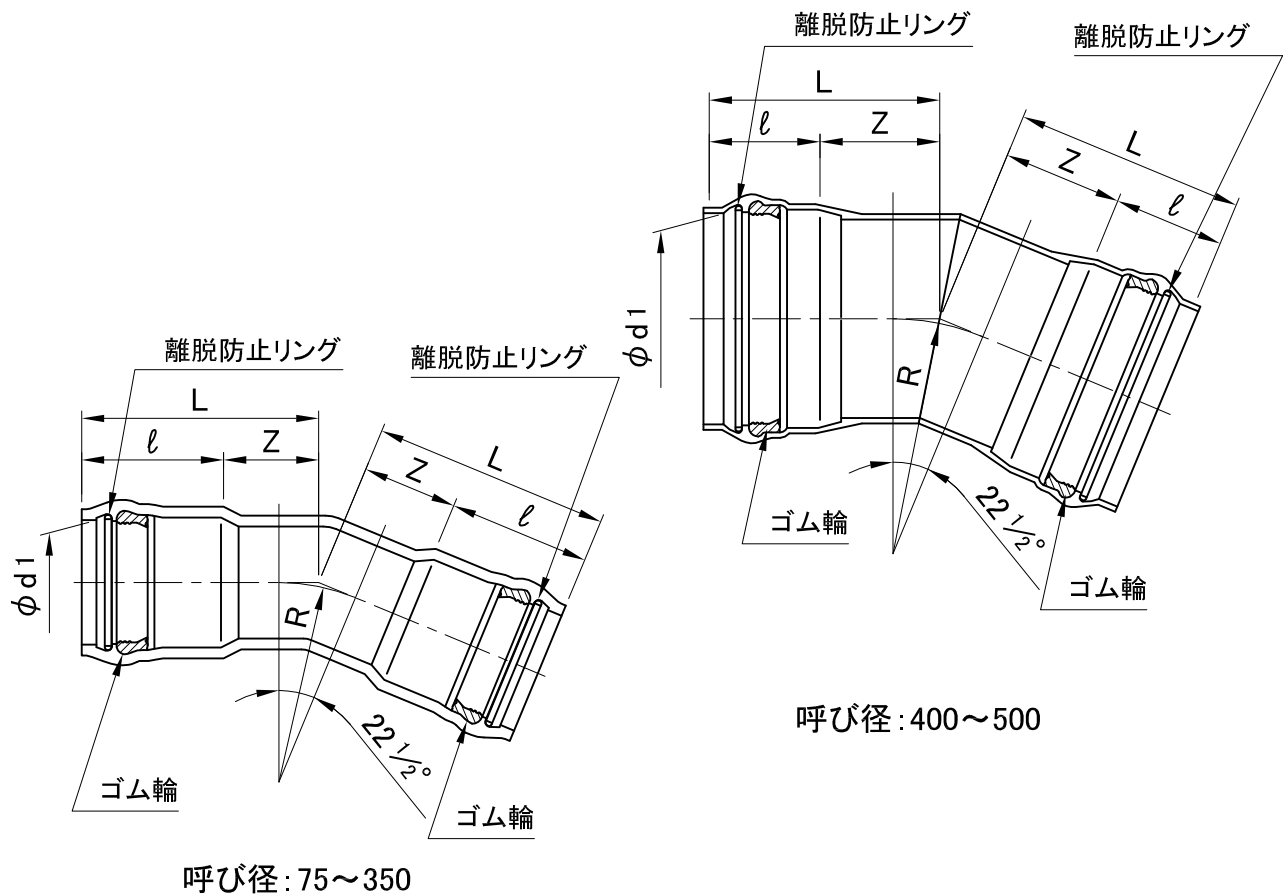 離脱防止リング
離脱防止リング
L
ℓ
Z
L
Z
ℓ
φd1
R
22 1/2°
ゴム輪
ゴム輪
呼び径:75〜350
離脱防止リング
離脱防止リング
L
ℓ
Z
L
Z
ℓ
φd1
R
22 1/2°
ゴム輪
ゴム輪
呼び径:400〜500